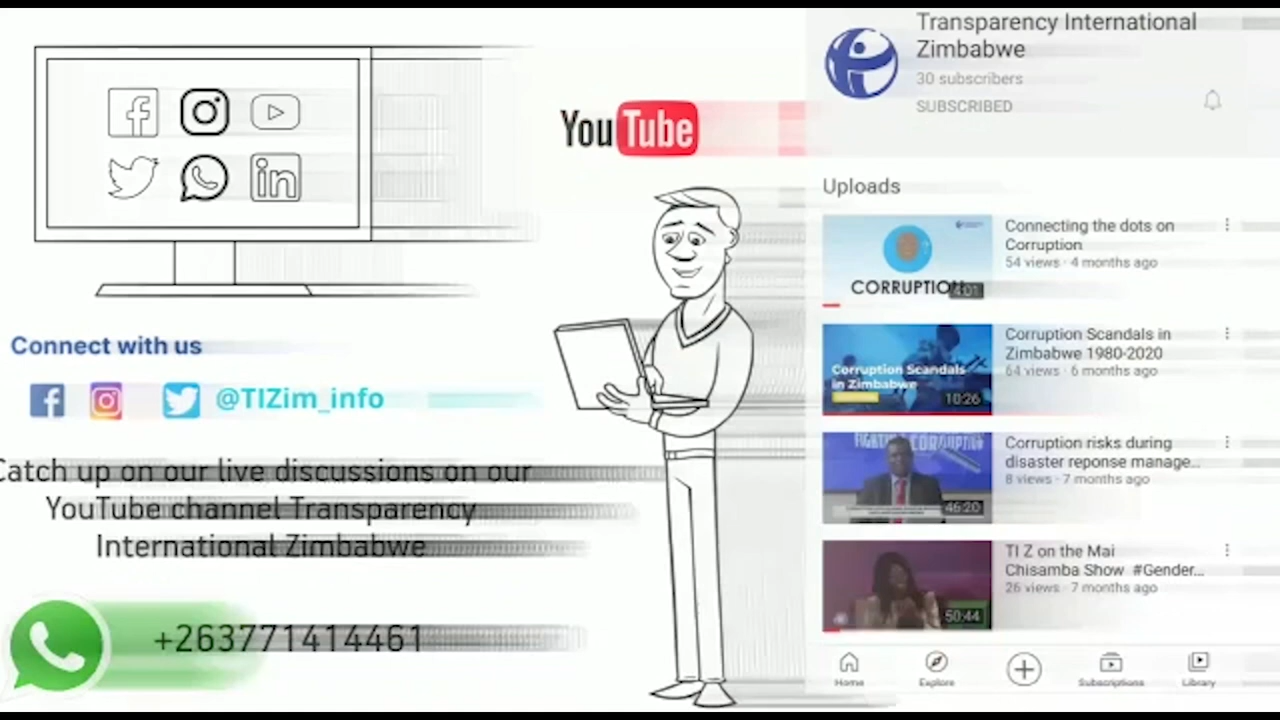 YouTube
Connect with us
@TIZim_info
Catch up on our live discussions on our
YouTube channel Transparency
International Zimbabwe
+263771414461
Transparency International
Zimbabwe
30 subscribers
SUBSCRIBED
Uploads
CORRUPTION
4:01
Connecting the dots on
Corruption
54 views · 4 months ago
Corruption Scandals
in Zimbabwe
10:26
Corruption Scandals in
Zimbabwe 1980-2020
64 views · 6 months ago
FIGHTING CORRUPTION
46:20
Corruption risks during
disaster reponse manage...
8 views · 7 months ago
50:44
TI Z on the Mai
Chisamba Show #Gender...
26 views · 7 months ago
Home
Explore
Subscriptions
Library